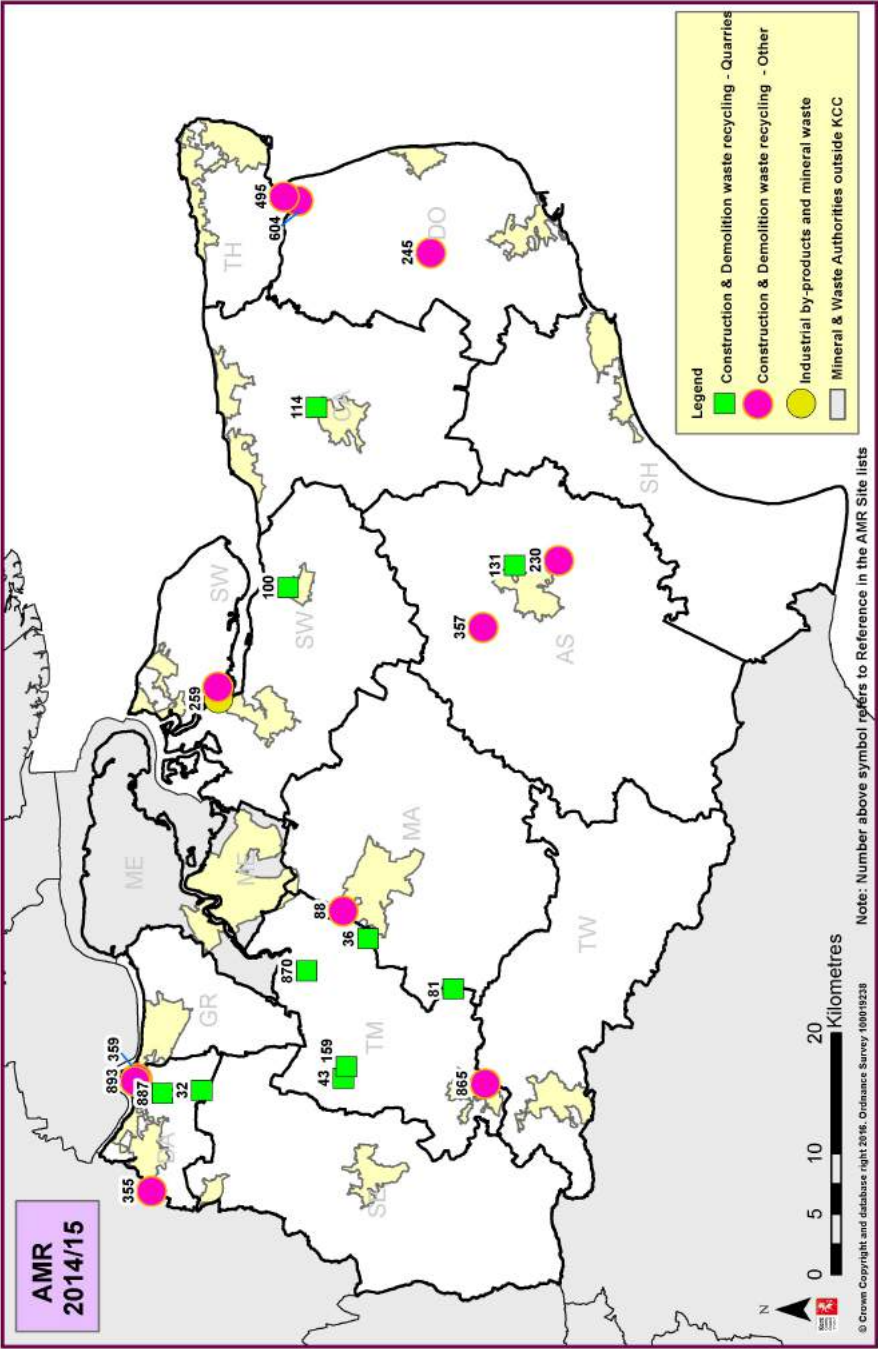 AMR
2014/15
355
893
359
887
32
DA
GR
ME
ME
SW
259
SW
100
114
CA
TH
495
604
245
DO
43
159
870
36
88
TM
81
865
SE
MA
TW
357
131
230
AS
SH
Legend
Construction & Demolition waste recycling - Quarries
Construction & Demolition waste recycling - Other
Industrial by-products and mineral waste
Mineral & Waste Authorities outside KCC
N
0 5 10 20
Kilometres
Kent
© Crown Copyright and database right 2016. Ordnance Survey 100019238
Note: Number above symbol refers to Reference in the AMR Site lists